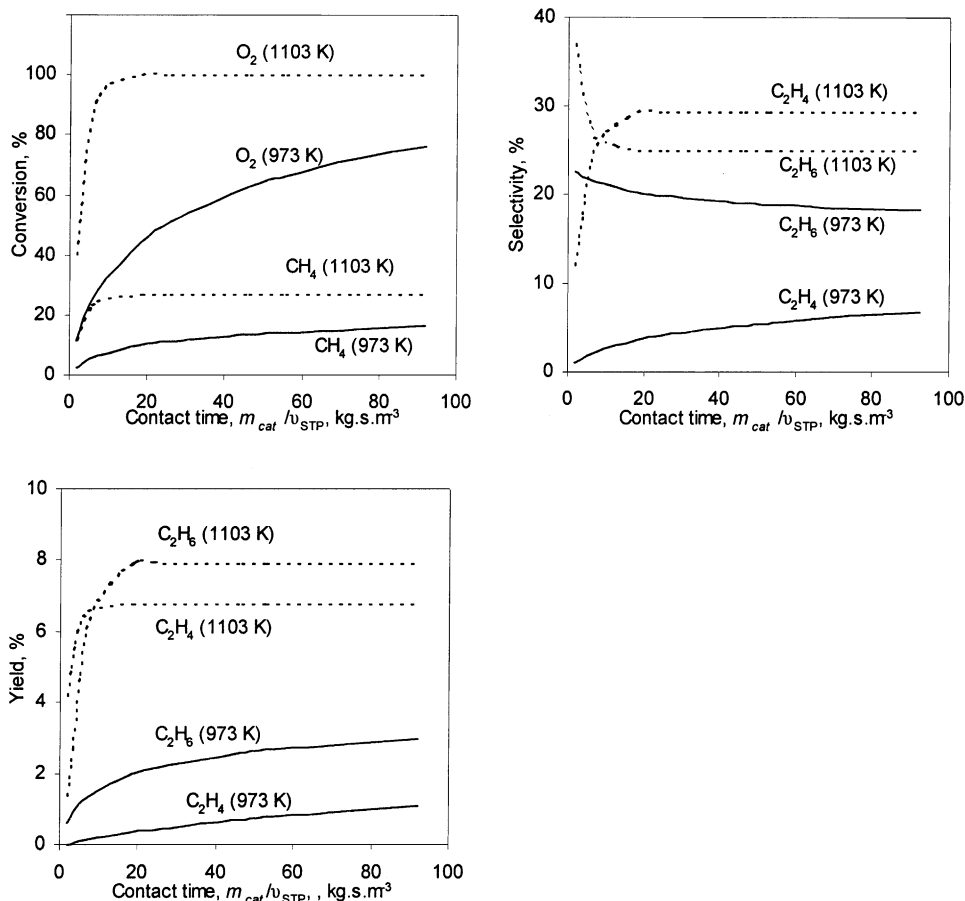 O₂ (1103 K)
100
80
O₂ (973 K)
60
40
CH₄ (1103 K)
20
CH₄ (973 K)
0
0 20 40 60 80 100
Conversion, %
Contact time, m cat /υSTP, kg.s.m⁻³
40
C₂H₄ (1103 K)
30
C₂H₆ (1103 K)
20
C₂H₆ (973 K)
10
C₂H₄ (973 K)
0
0 20 40 60 80 100
Selectivity, %
Contact time, m cat /υSTP, kg.s.m⁻³
10
C₂H₆ (1103 K)
8
6
C₂H₄ (1103 K)
4
C₂H₆ (973 K)
2
C₂H₄ (973 K)
0
0 20 40 60 80 100
Yield, %
Contact time, m cat /υSTP, , kg.s.m⁻³